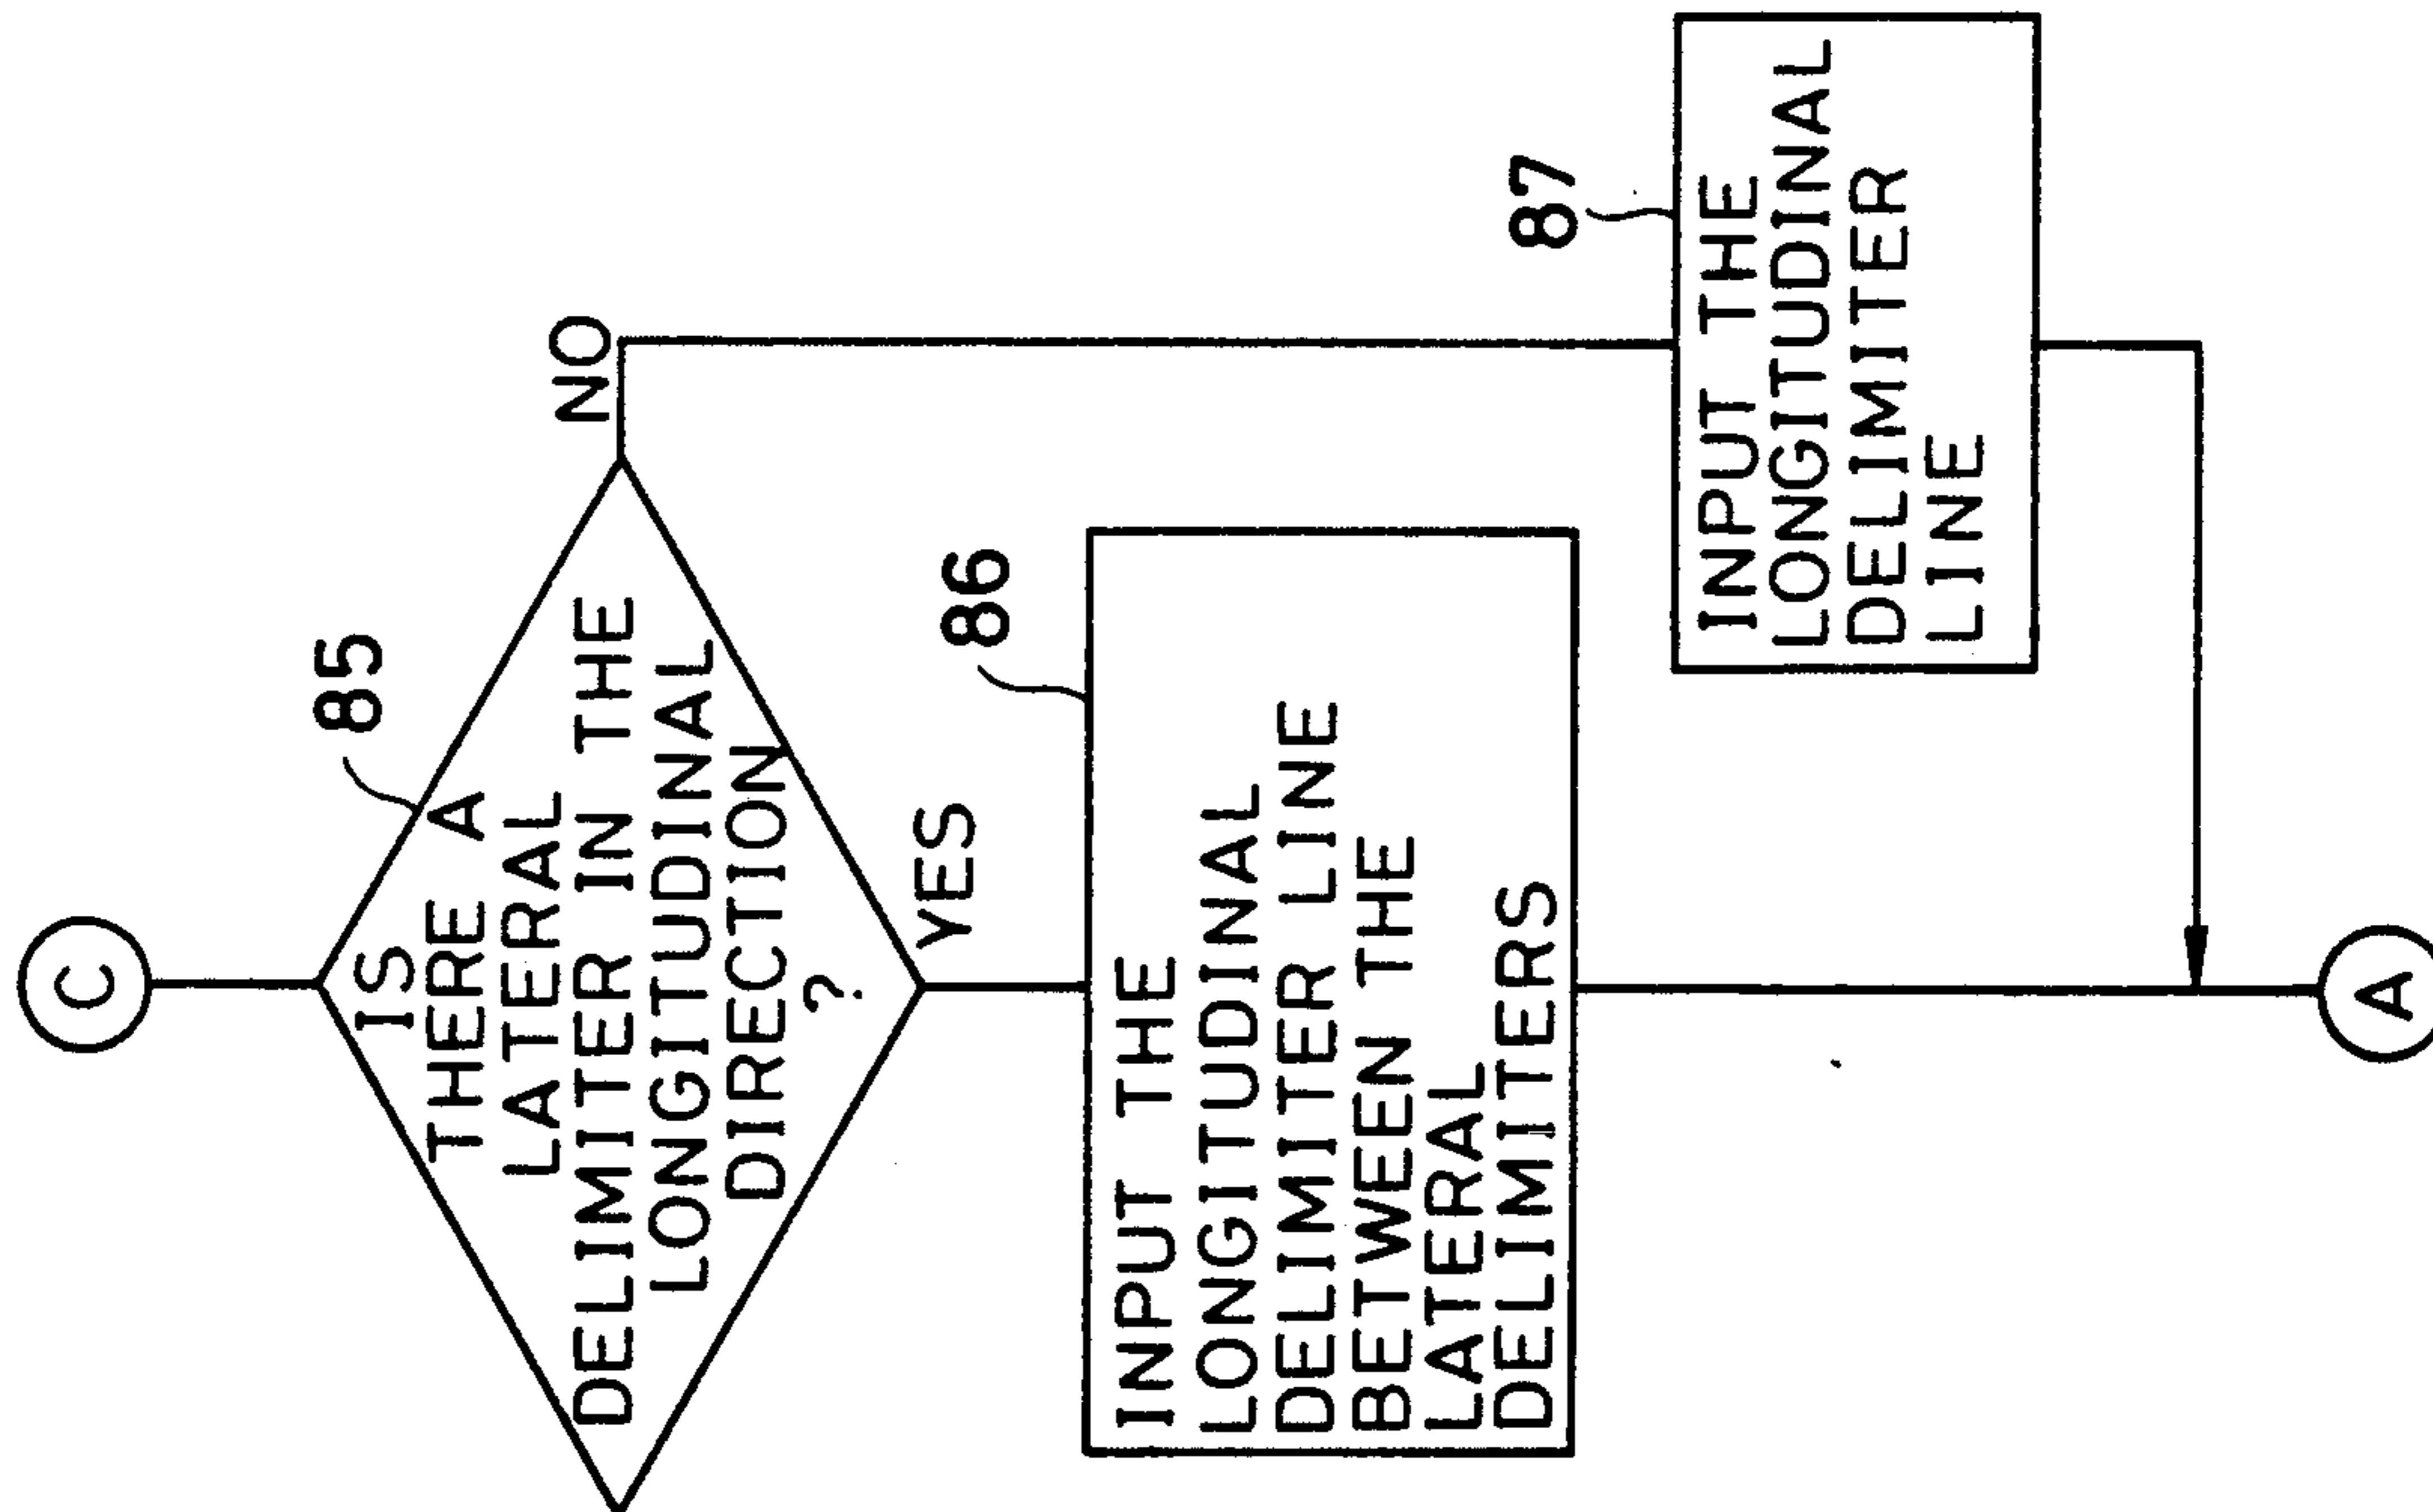 C
85
IS
THERE A
LATERAL
DELIMITER IN THE
LONGITUDINAL
DIRECTION
?
NO
YES
86
INPUT THE
LONGITUDINAL
DELIMITER LINE
BETWEEN THE
LATERAL
DELIMITERS
87
INPUT THE
LONGITUDINAL
DELIMITER
LINE
A